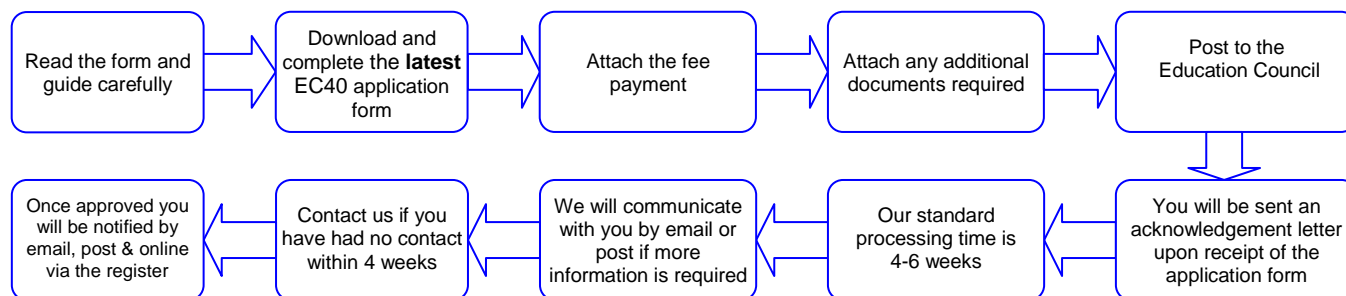 Read the form and
guide carefully
Download and
complete the latest
EC40 application
form
Attach the fee
payment
Attach any additional
documents required
Post to the
Education Council
You will be sent an
acknowledgement letter
upon receipt of the
application form
Our standard
processing time is
4-6 weeks
We will communicate
with you by email or
post if more
information is required
Contact us if you
have had no contact
within 4 weeks
Once approved you
will be notified by
email, post & online
via the register